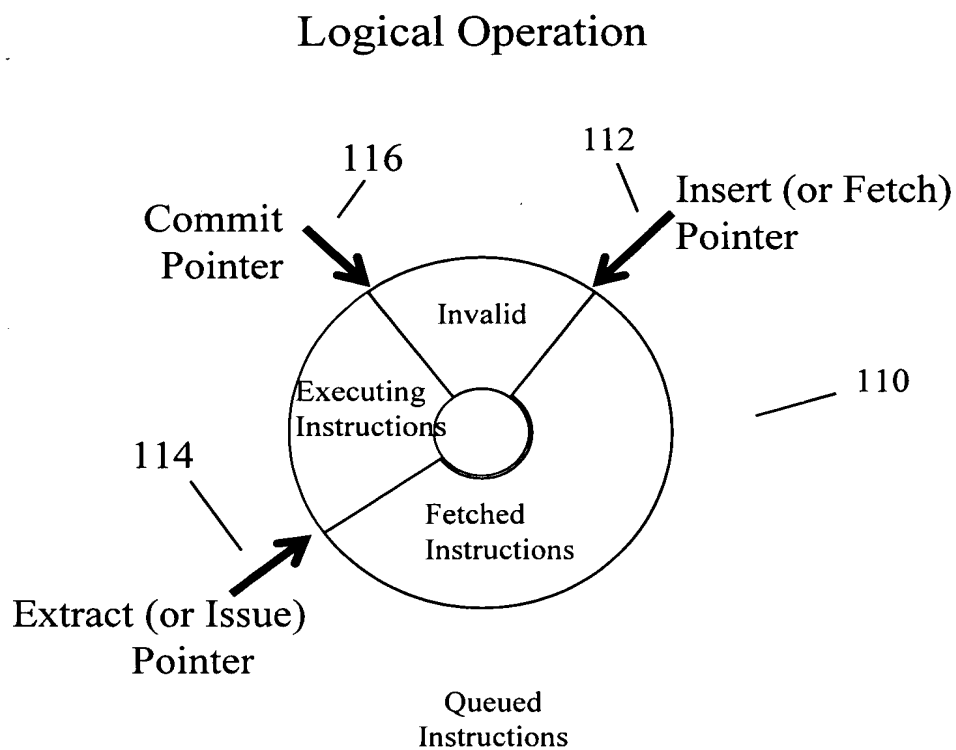 Logical Operation
116
112
Commit
Pointer
Insert (or Fetch)
Pointer
Invalid
Executing
Instructions
110
114
Fetched
Instructions
Extract (or Issue)
Pointer
Queued
Instructions